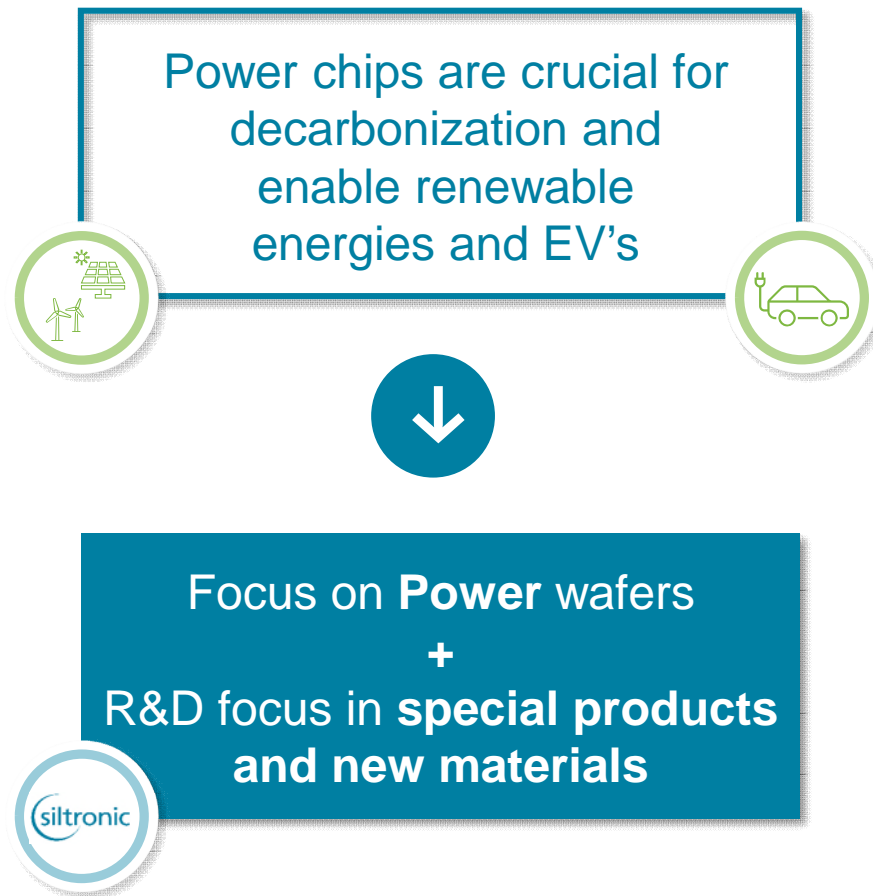 Power chips are crucial for
decarbonization and
enable renewable
energies and EV’s
Focus on Power wafers
+
R&D focus in special products
and new materials
siltronic